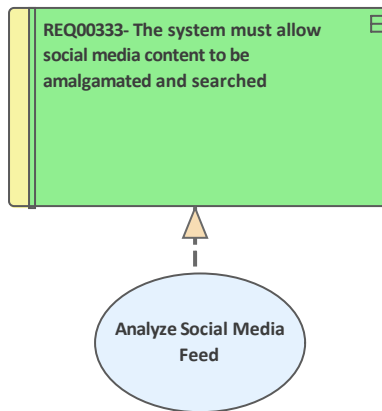 REQ00333- The system must allow
social media content to be
amalgamated and searched
Analyze Social Media
Feed